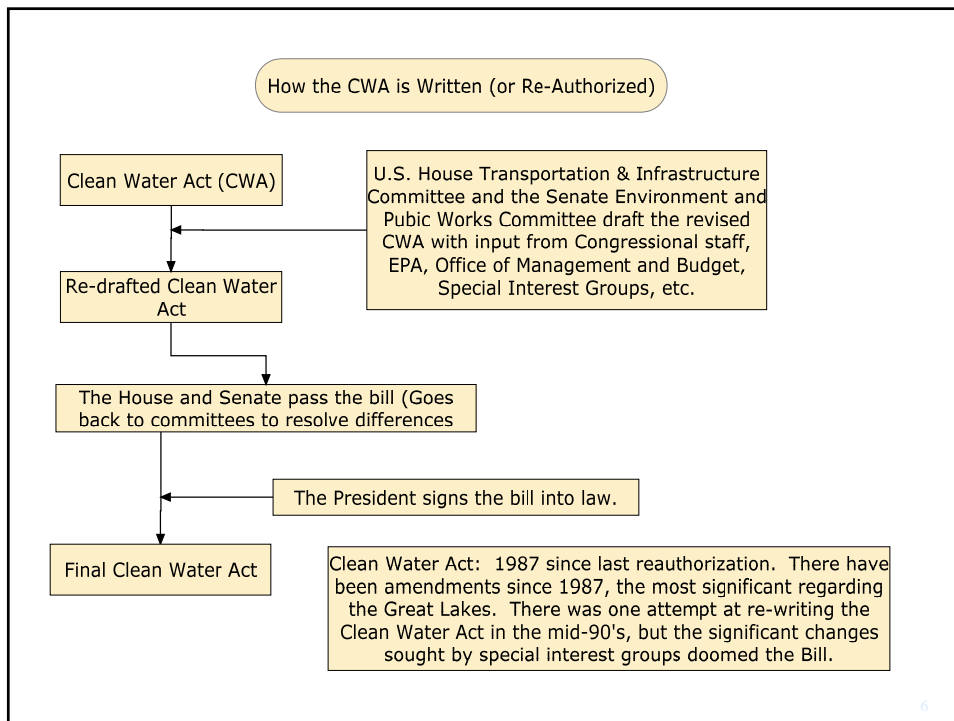 How the CWA is Written (or Re-Authorized)
Clean Water Act (CWA)
U.S. House Transportation & Infrastructure
Committee and the Senate Environment and
Pubic Works Committee draft the revised
CWA with input from Congressional staff,
EPA, Office of Management and Budget,
Special Interest Groups, etc.
Re-drafted Clean Water
Act
The House and Senate pass the bill (Goes
back to committees to resolve differences
The President signs the bill into law.
Final Clean Water Act
Clean Water Act:  1987 since last reauthorization.  There have
been amendments since 1987, the most significant regarding
the Great Lakes.  There was one attempt at re-writing the
Clean Water Act in the mid-90's, but the significant changes
sought by special interest groups doomed the Bill.
6